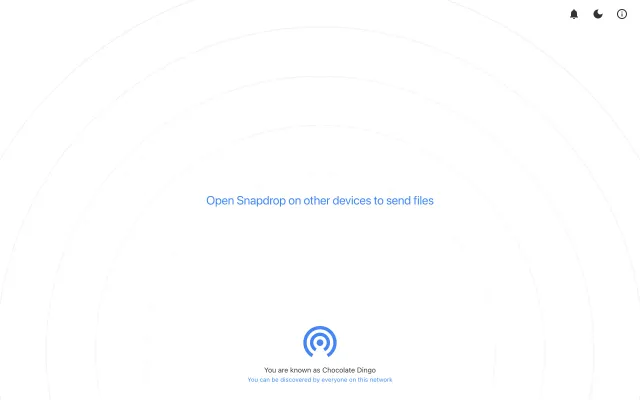 Open Snapdrop on other devices to send files
You are known as Chocolate Dingo
You can be discovered by everyone on this network